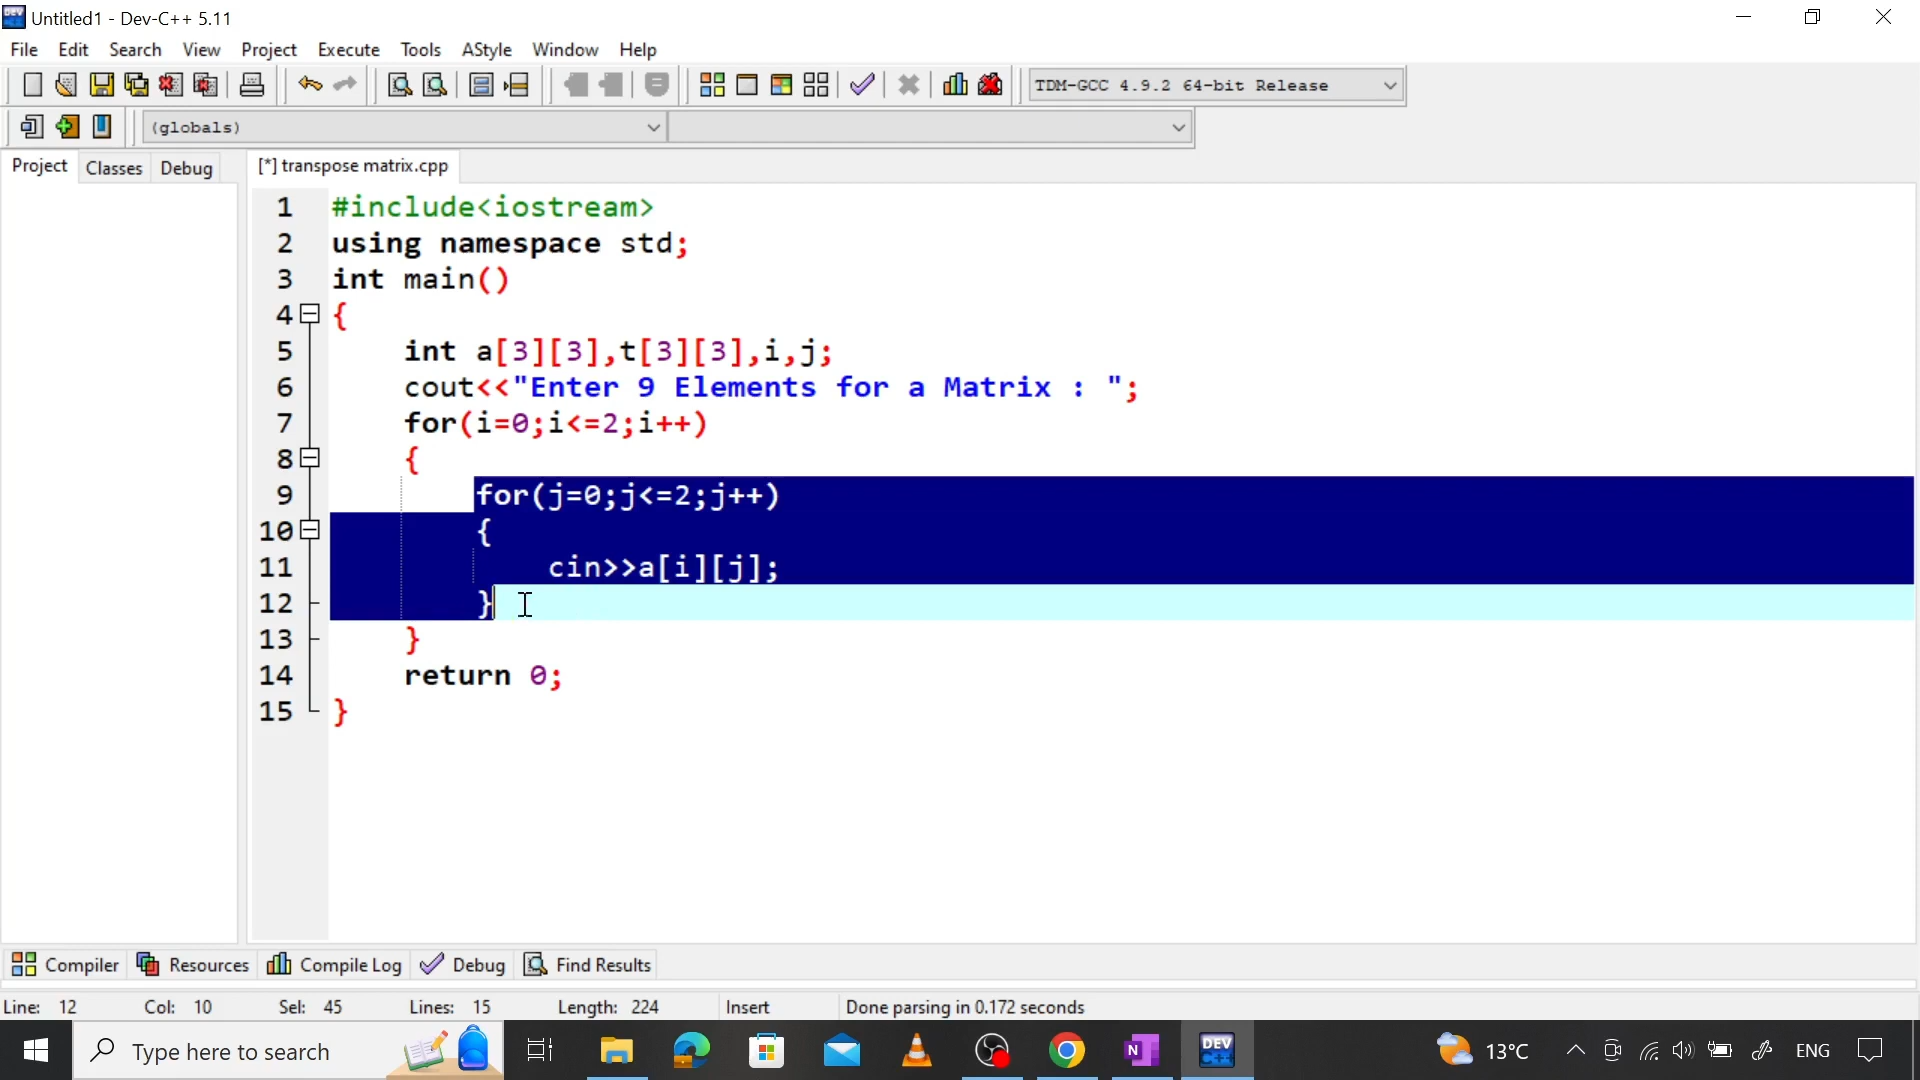 Untitled1 - Dev-C++ 5.11
File Edit Search View Project Execute Tools AStyle Window Help
TDM-GCC 4.9.2 64-bit Release
(globals)
Project Classes Debug [*] transpose matrix.cpp
1 #include<iostream>
2 using namespace std;
3 int main()
4 {
5 int a[3][3],t[3][3],i,j;
6 cout<<"Enter 9 Elements for a Matrix : ";
7 for(i=0;i<=2;i++)
8 {
9 for(j=0;j<=2;j++)
10 {
11 cin>>a[i][j];
12 }
13 }
14 return 0;
15 }
Compiler Resources Compile Log Debug Find Results
Line: 12 Col: 10 Sel: 45 Lines: 15 Length: 224 Insert Done parsing in 0.172 seconds
Type here to search N DEV C++ 13°C ENG